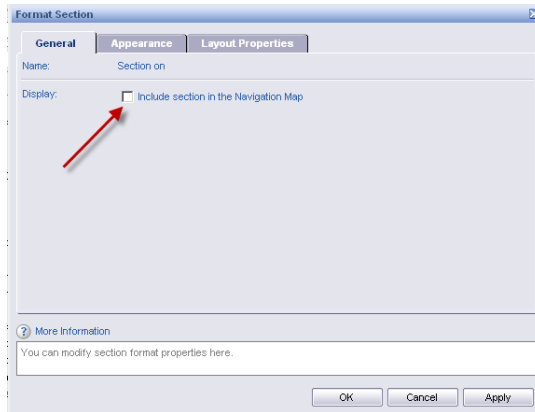 Format Section
General Appearance Layout Properties
Name: Section on
Display: Include section in the Navigation Map
? More Information
You can modify section format properties here.
OK Cancel Apply